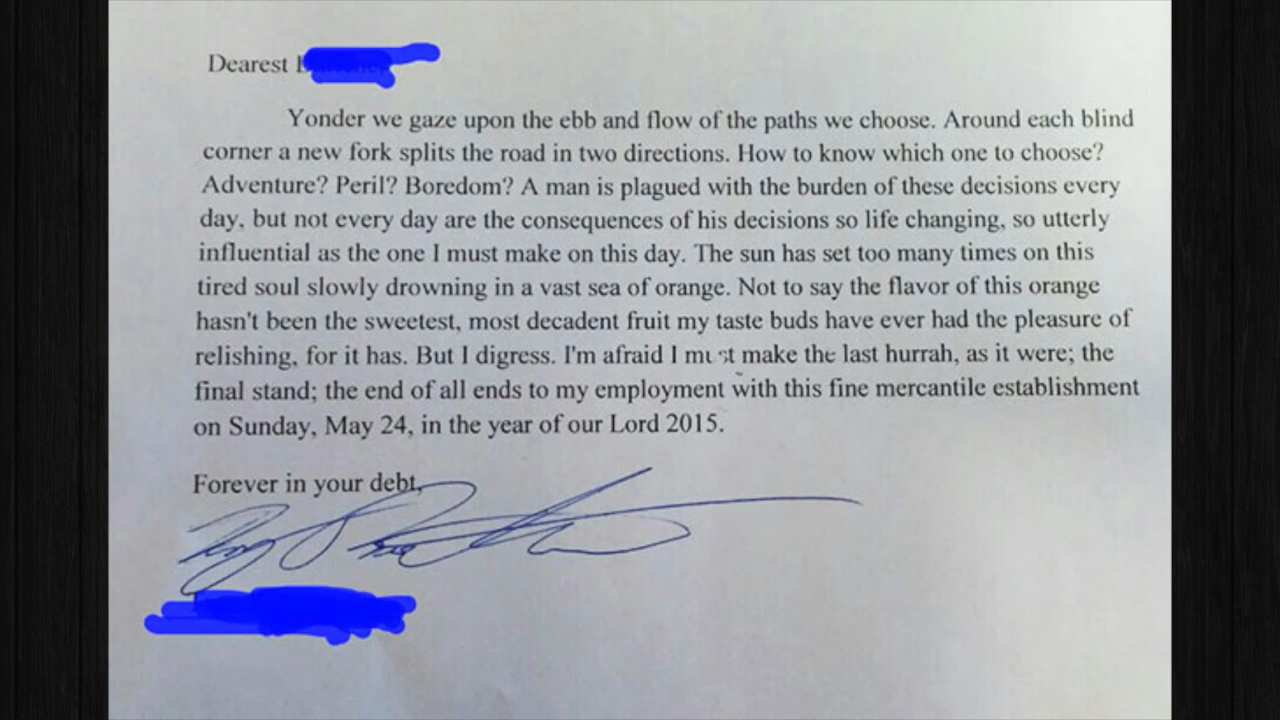 Dearest
Yonder we gaze upon the ebb and flow of the paths we choose. Around each blind
corner a new fork splits the road in two directions. How to know which one to choose?
Adventure? Peril? Boredom? A man is plagued with the burden of these decisions every
day, but not every day are the consequences of his decisions so life changing, so utterly
influential as the one I must make on this day. The sun has set too many times on this
tired soul slowly drowning in a vast sea of orange. Not to say the flavor of this orange
hasn't been the sweetest, most decadent fruit my taste buds have ever had the pleasure of
relishing, for it has. But I digress. I'm afraid I must make the last hurrah, as it were; the
final stand; the end of all ends to my employment with this fine mercantile establishment
on Sunday, May 24, in the year of our Lord 2015.
Forever in your debt,